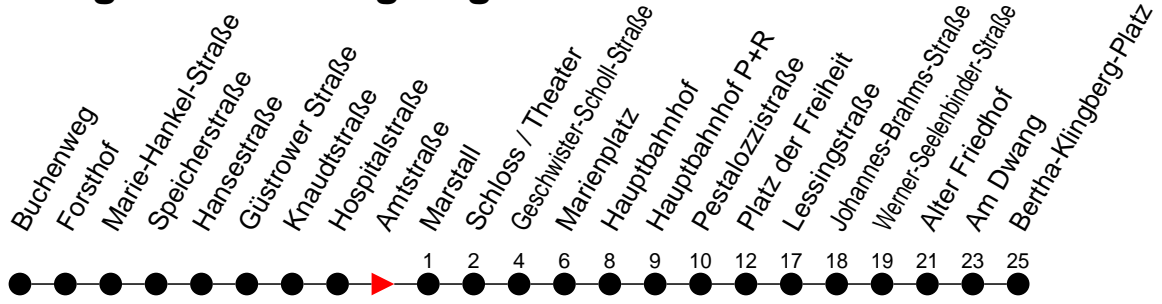 Buchenweg
Forsthof
Marie-Hankel-Straße
Speicherstraße
Hansestraße
Güstrower Straße
Knaudtstraße
Hospitalstraße
Amtstraße
Marstall
Schloss / Theater
Geschwister-Scholl-Straße
Marienplatz
Hauptbahnhof
Hauptbahnhof P+R
Pestalozzistraße
Platz der Freiheit
Lessingstraße
Johannes-Brahms-Straße
Werner-Seelenbinder-Straße
Alter Friedhof
Am Dwang
Bertha-Klingberg-Platz
1 2 4 6 8 9 10 12 17 18 19 21 23 25